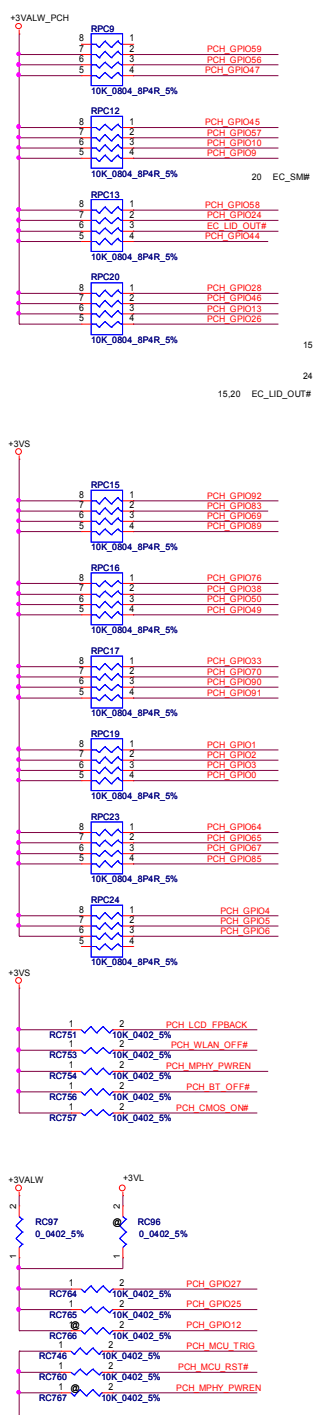 +3VALW_PCH
RPC9
8 1
7 2 PCH_GPIO59
6 3 PCH_GPIO56
5 4 PCH_GPIO47
10K_0804_8P4R_5%
RPC12
8 1 PCH_GPIO45
7 2 PCH_GPIO57
6 3 PCH_GPIO10
5 4 PCH_GPIO9
10K_0804_8P4R_5%
20 EC_SMI#
RPC13
8 1 PCH_GPIO58
7 2 PCH_GPIO24
6 3 EC_LID_OUT#
5 4 PCH_GPIO44
10K_0804_8P4R_5%
RPC20
8 1 PCH_GPIO28
7 2 PCH_GPIO46
6 3 PCH_GPIO13
5 4 PCH_GPIO26
10K_0804_8P4R_5%
15
24
15,20 EC_LID_OUT#
+3VS
RPC15
8 1 PCH_GPIO92
7 2 PCH_GPIO83
6 3 PCH_GPIO69
5 4 PCH_GPIO89
10K_0804_8P4R_5%
RPC16
8 1 PCH_GPIO76
7 2 PCH_GPIO38
6 3 PCH_GPIO50
5 4 PCH_GPIO49
10K_0804_8P4R_5%
RPC17
8 1 PCH_GPIO33
7 2 PCH_GPIO70
6 3 PCH_GPIO90
5 4 PCH_GPIO91
10K_0804_8P4R_5%
RPC19
8 1 PCH_GPIO1
7 2 PCH_GPIO2
6 3 PCH_GPIO3
5 4 PCH_GPIO0
10K_0804_8P4R_5%
RPC23
8 1 PCH_GPIO64
7 2 PCH_GPIO65
6 3 PCH_GPIO67
5 4 PCH_GPIO85
10K_0804_8P4R_5%
RPC24
8 1 PCH_GPIO4
7 2 PCH_GPIO5
6 3 PCH_GPIO6
5 4
10K_0804_8P4R_5%
+3VS
1 2 PCH_LCD_FPBACK
RC751 10K_0402_5%
1 2 PCH_WLAN_OFF#
RC753 10K_0402_5%
1 2 PCH_MPHY_PWREN
RC754 10K_0402_5%
1 2 PCH_BT_OFF#
RC756 10K_0402_5%
1 2 PCH_CMOS_ON#
RC757 10K_0402_5%
+3VALW +3VL
2 2
RC97 @ RC96
0_0402_5% 0_0402_5%
1 1
1 2 PCH_GPIO27
RC764 10K_0402_5%
1 2 PCH_GPIO25
RC765 10K_0402_5%
1 @ 2 PCH_GPIO12
RC766 10K_0402_5%
1 2 PCH_MCU_TRIG
RC746 10K_0402_5%
1 2 PCH_MCU_RST#
RC760 10K_0402_5%
1 @ 2 PCH_MPHY_PWREN
RC767 10K_0402_5%